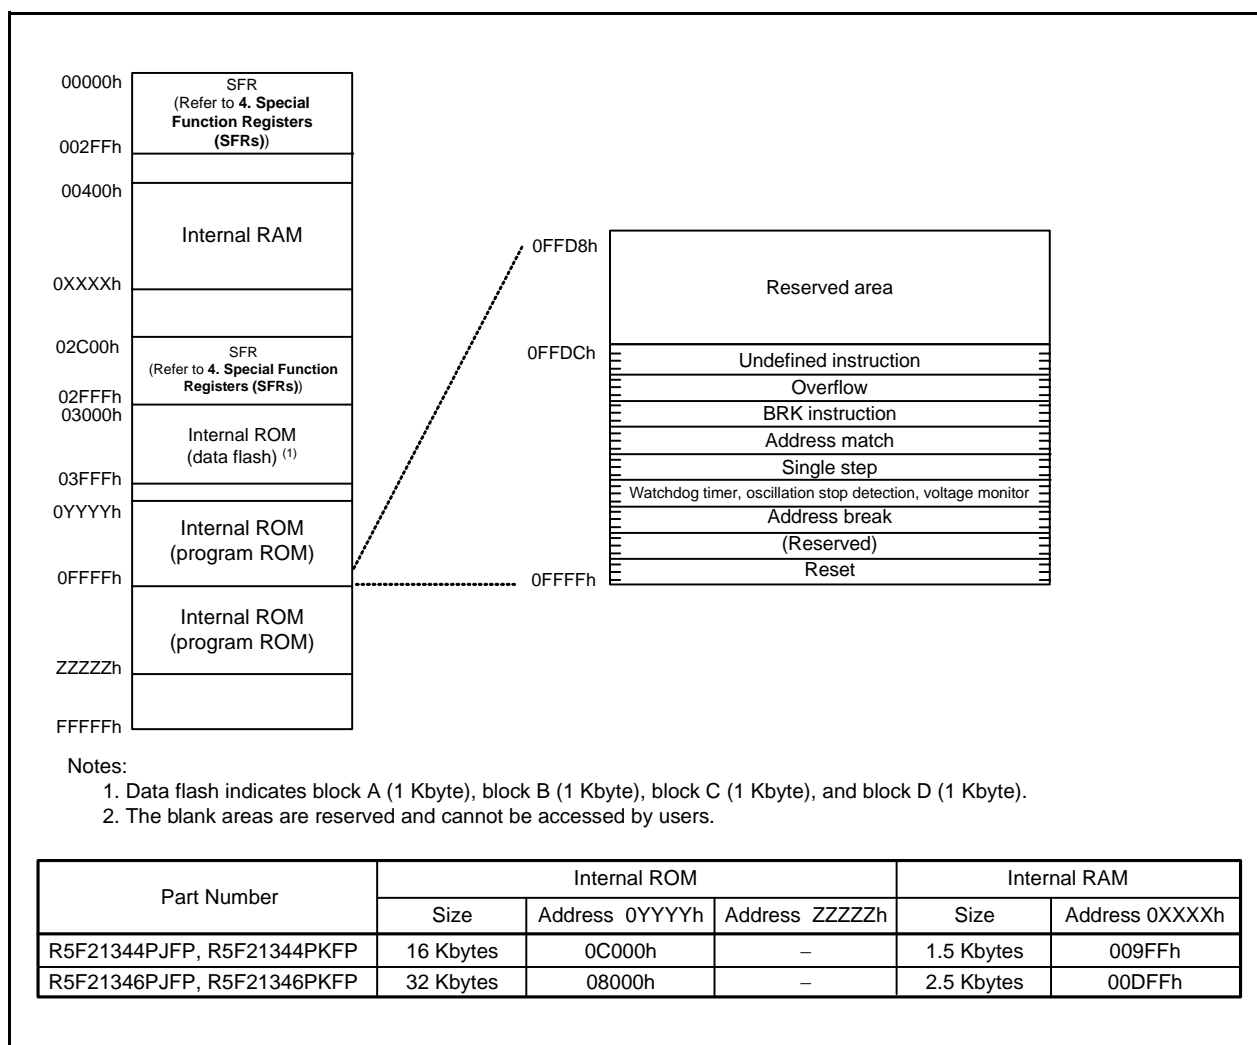 00000h
SFR
(Refer to 4. Special
Function Registers
(SFRs))
002FFh
00400h
Internal RAM
0XXXXh
02C00h
SFR
(Refer to 4. Special Function
Registers (SFRs))
02FFFh
03000h
Internal ROM
(data flash) (1)
03FFFh
0YYYYh
Internal ROM
(program ROM)
0FFFFh
Internal ROM
(program ROM)
ZZZZZh
FFFFFh
0FFD8h
Reserved area
0FFDCh
Undefined instruction
Overflow
BRK instruction
Address match
Single step
Watchdog timer, oscillation stop detection, voltage monitor
Address break
(Reserved)
Reset
0FFFFh
Notes:
1. Data flash indicates block A (1 Kbyte), block B (1 Kbyte), block C (1 Kbyte), and block D (1 Kbyte).
2. The blank areas are reserved and cannot be accessed by users.
Part Number Internal ROM Internal RAM
Size Address 0YYYYh Address ZZZZZh Size Address 0XXXXh
R5F21344PJFP, R5F21344PKFP 16 Kbytes 0C000h – 1.5 Kbytes 009FFh
R5F21346PJFP, R5F21346PKFP 32 Kbytes 08000h – 2.5 Kbytes 00DFFh